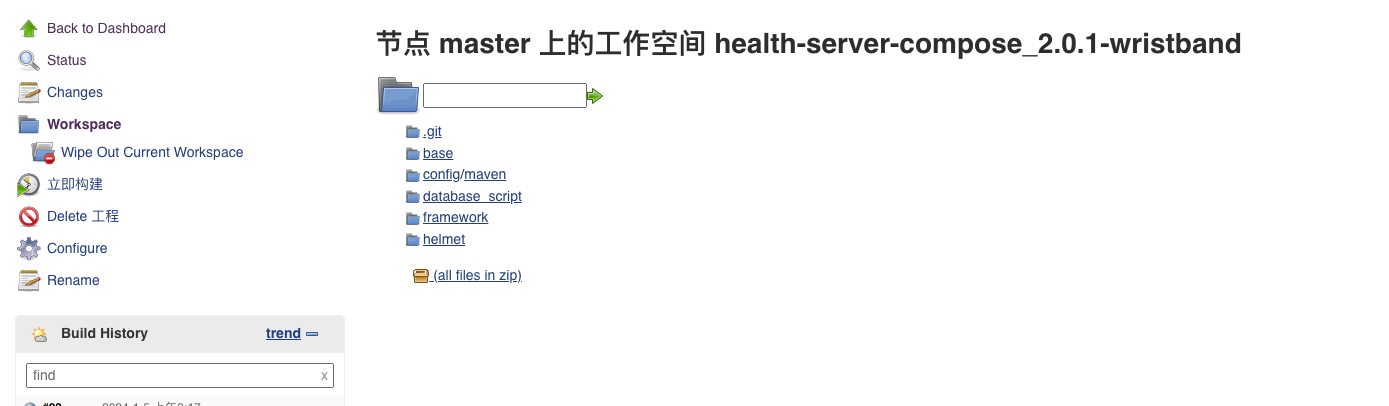 Back to Dashboard
Status
Changes
Workspace
Wipe Out Current Workspace
立即构建
Delete 工程
Configure
Rename
Build History trend
find x
节点 master 上的工作空间 health-server-compose_2.0.1-wristband
.git
base
config/maven
database_script
framework
helmet
(all files in zip)